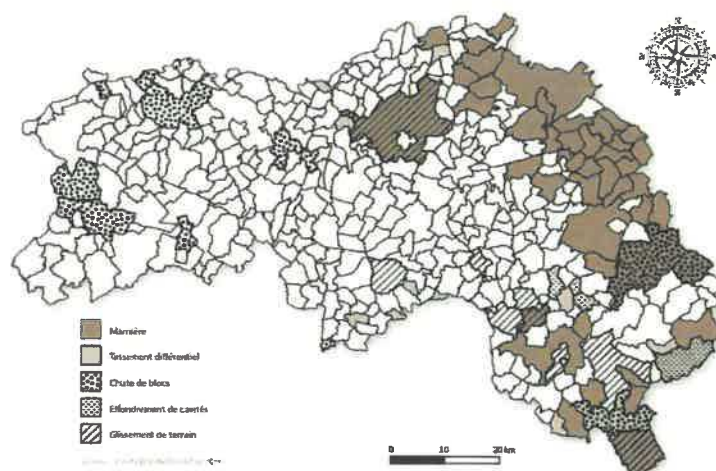 Marnière
Tassement différentiel
Chute de blocs
Effondrement de cavités
Glissement de terrain
0 10 20 km